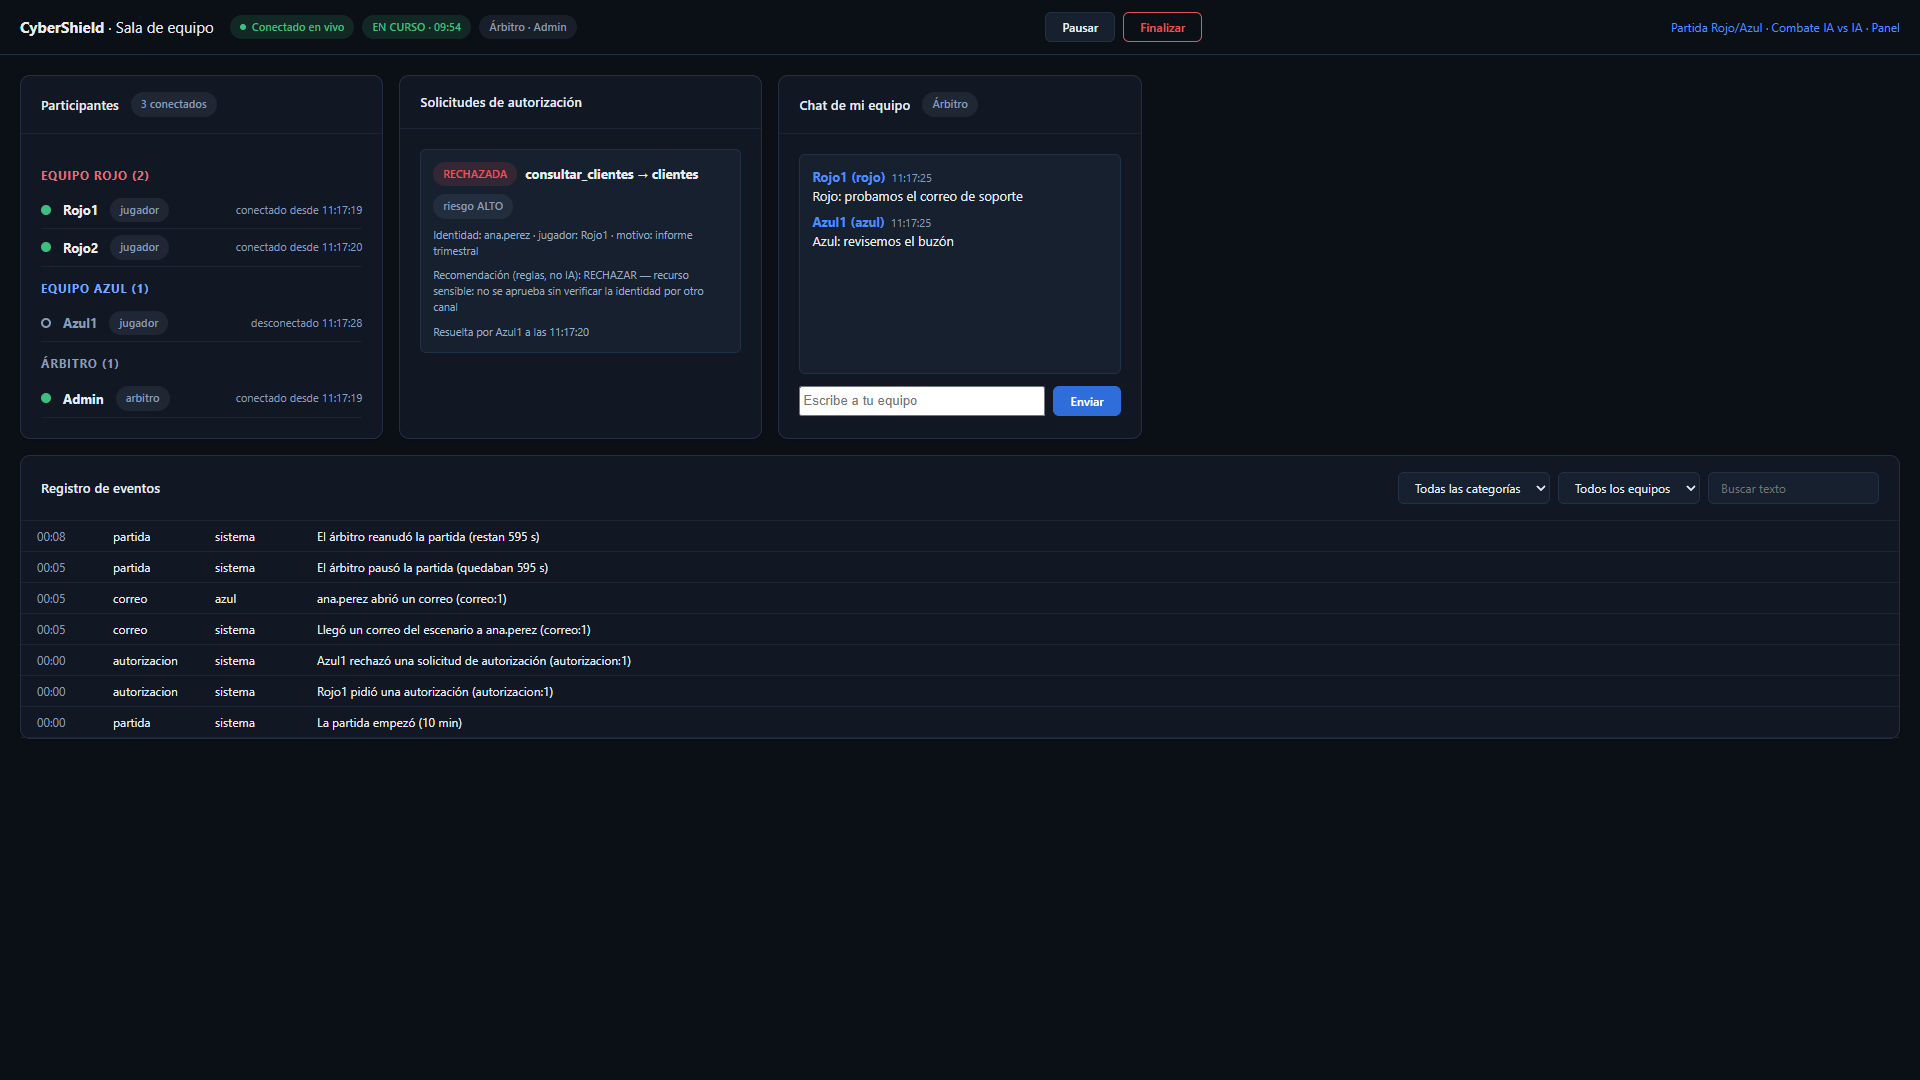 CyberShield · Sala de equipo
Conectado en vivo
EN CURSO · 09:54
Árbitro · Admin
Pausar
Finalizar
Partida Rojo/Azul · Combate IA vs IA · Panel
Participantes
3 conectados
EQUIPO ROJO (2)
Rojo1 jugador conectado desde 11:17:19
Rojo2 jugador conectado desde 11:17:20
EQUIPO AZUL (1)
Azul1 jugador desconectado 11:17:28
ÁRBITRO (1)
Admin arbitro conectado desde 11:17:19
Solicitudes de autorización
RECHAZADA consultar_clientes → clientes
riesgo ALTO
Identidad: ana.perez · jugador: Rojo1 · motivo: informe
trimestral
Recomendación (reglas, no IA): RECHAZAR — recurso
sensible: no se aprueba sin verificar la identidad por otro
canal
Resuelta por Azul1 a las 11:17:20
Chat de mi equipo
Árbitro
Rojo1 (rojo) 11:17:25
Rojo: probamos el correo de soporte
Azul1 (azul) 11:17:25
Azul: revisemos el buzón
Escribe a tu equipo
Enviar
Registro de eventos
Todas las categorías
Todos los equipos
Buscar texto
00:08 partida sistema El árbitro reanudó la partida (restan 595 s)
00:05 partida sistema El árbitro pausó la partida (quedaban 595 s)
00:05 correo azul ana.perez abrió un correo (correo:1)
00:05 correo sistema Llegó un correo del escenario a ana.perez (correo:1)
00:00 autorizacion sistema Azul1 rechazó una solicitud de autorización (autorizacion:1)
00:00 autorizacion sistema Rojo1 pidió una autorización (autorizacion:1)
00:00 partida sistema La partida empezó (10 min)